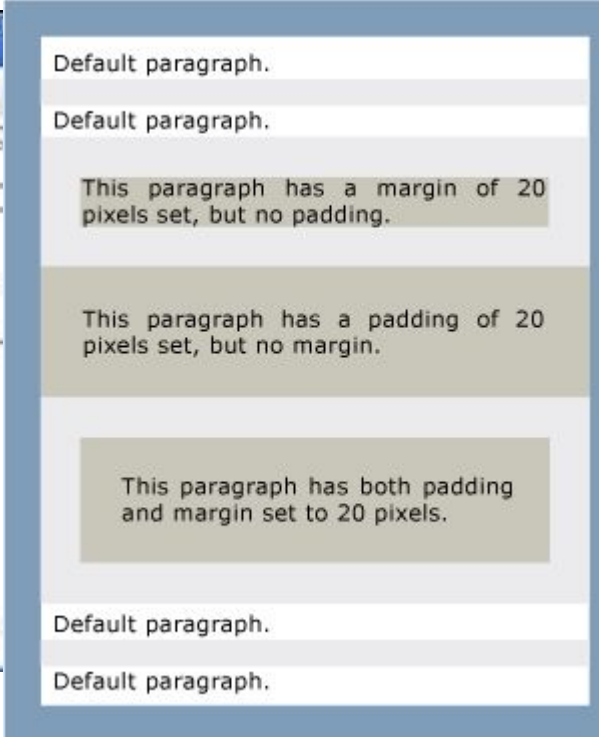 Default paragraph.
Default paragraph.
This paragraph has a margin of 20
pixels set, but no padding.
This paragraph has a padding of 20
pixels set, but no margin.
This paragraph has both padding
and margin set to 20 pixels.
Default paragraph.
Default paragraph.